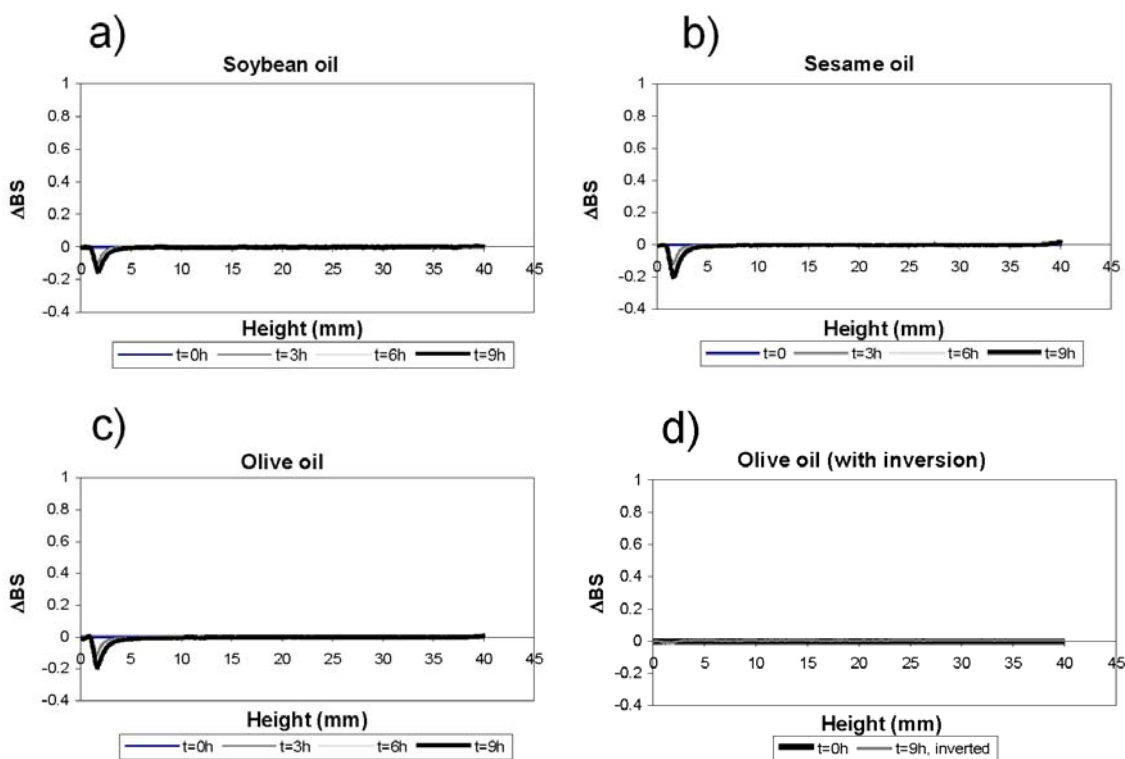 a)
Soybean oil
1
0.8
0.6
0.4
0.2
0
-0.2
-0.4
ΔBS
0 5 10 15 20 25 30 35 40 45
Height (mm)
t=0h t=3h t=6h t=9h
b)
Sesame oil
1
0.8
0.6
0.4
0.2
0
-0.2
-0.4
ΔBS
0 5 10 15 20 25 30 35 40 45
Height (mm)
t=0 t=3h t=6h t=9h
c)
Olive oil
1
0.8
0.6
0.4
0.2
0
-0.2
-0.4
ΔBS
0 5 10 15 20 25 30 35 40 45
Height (mm)
t=0h t=3h t=6h t=9h
d)
Olive oil (with inversion)
1
0.8
0.6
0.4
0.2
0
-0.2
-0.4
ΔBS
0 5 10 15 20 25 30 35 40 45
Height (mm)
t=0h t=9h, inverted